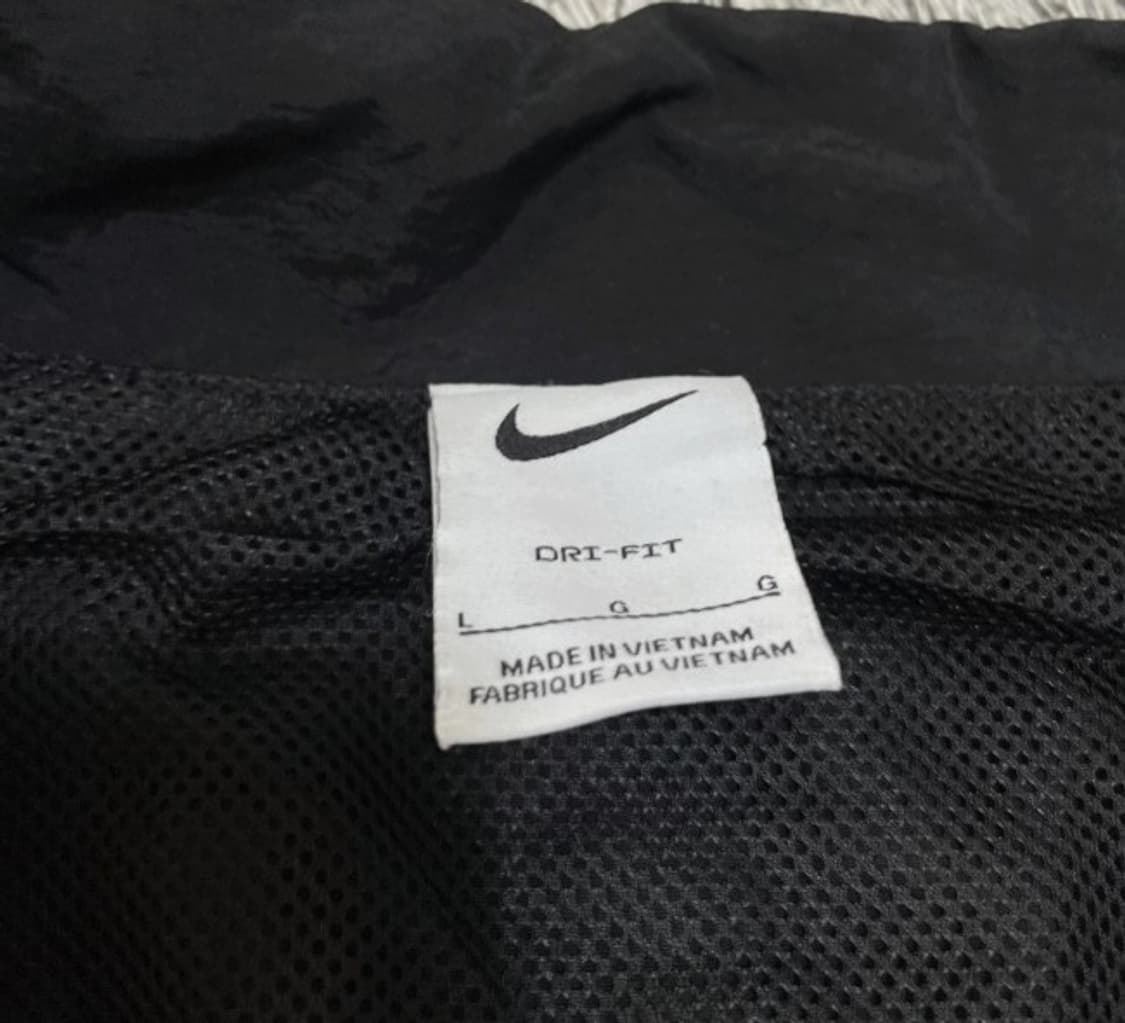 DRI-FIT
L G G
MADE IN VIETNAM
FABRIQUE AU VIETNAM